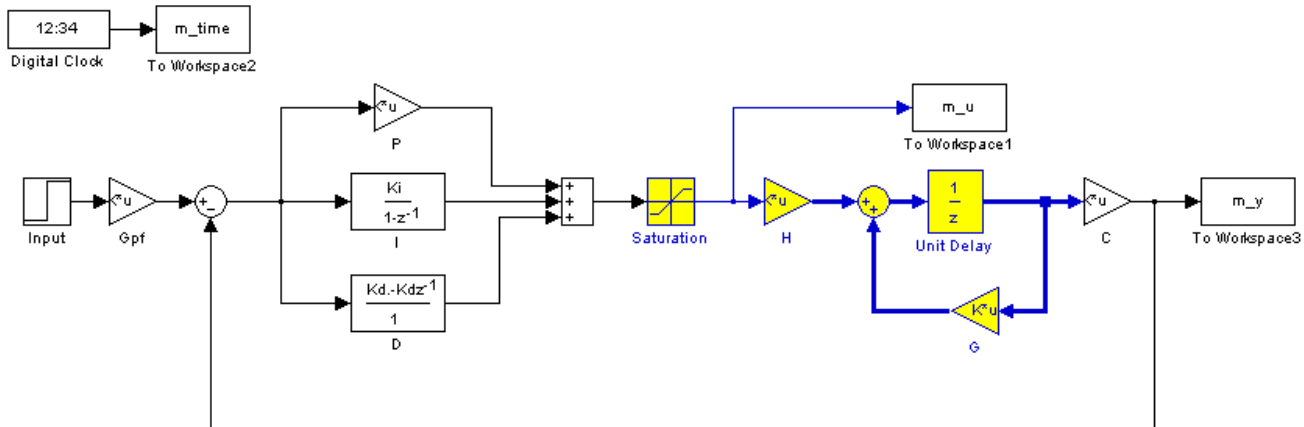 12:34
m_time
Digital Clock
To Workspace2
K*u
P
m_u
To Workspace1
Input
K*u
Gpf
+
-
Ki
1-z-1
I
+
+
+
Saturation
K*u
H
+
+
1
z
Unit Delay
K*u
C
m_y
To Workspace3
Kd.-Kdz-1
1
D
K*u
G